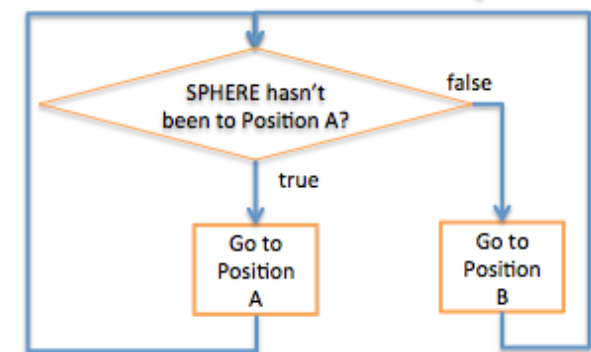 SPHERE hasn't
been to Position A?
false
true
Go to
Position
A
Go to
Position
B